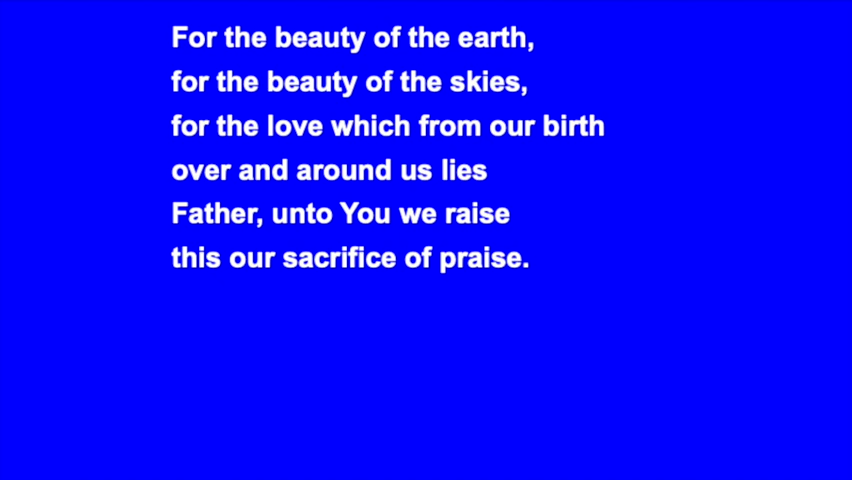 For the beauty of the earth,
for the beauty of the skies,
for the love which from our birth
over and around us lies
Father, unto You we raise
this our sacrifice of praise.